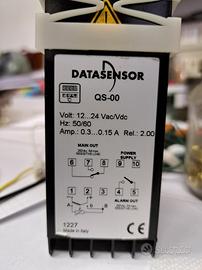 DATASENSOR
QS-00
Volt: 12...24 Vac/Vdc
Hz: 50/60
Amp.: 0.3...0.15 A Rel.: 2.00
MAIN OUT
POWER SUPPLY
6 7 8
9 10
1 2 3
4 5
ALARM OUT
1227
Made in Italy
CE